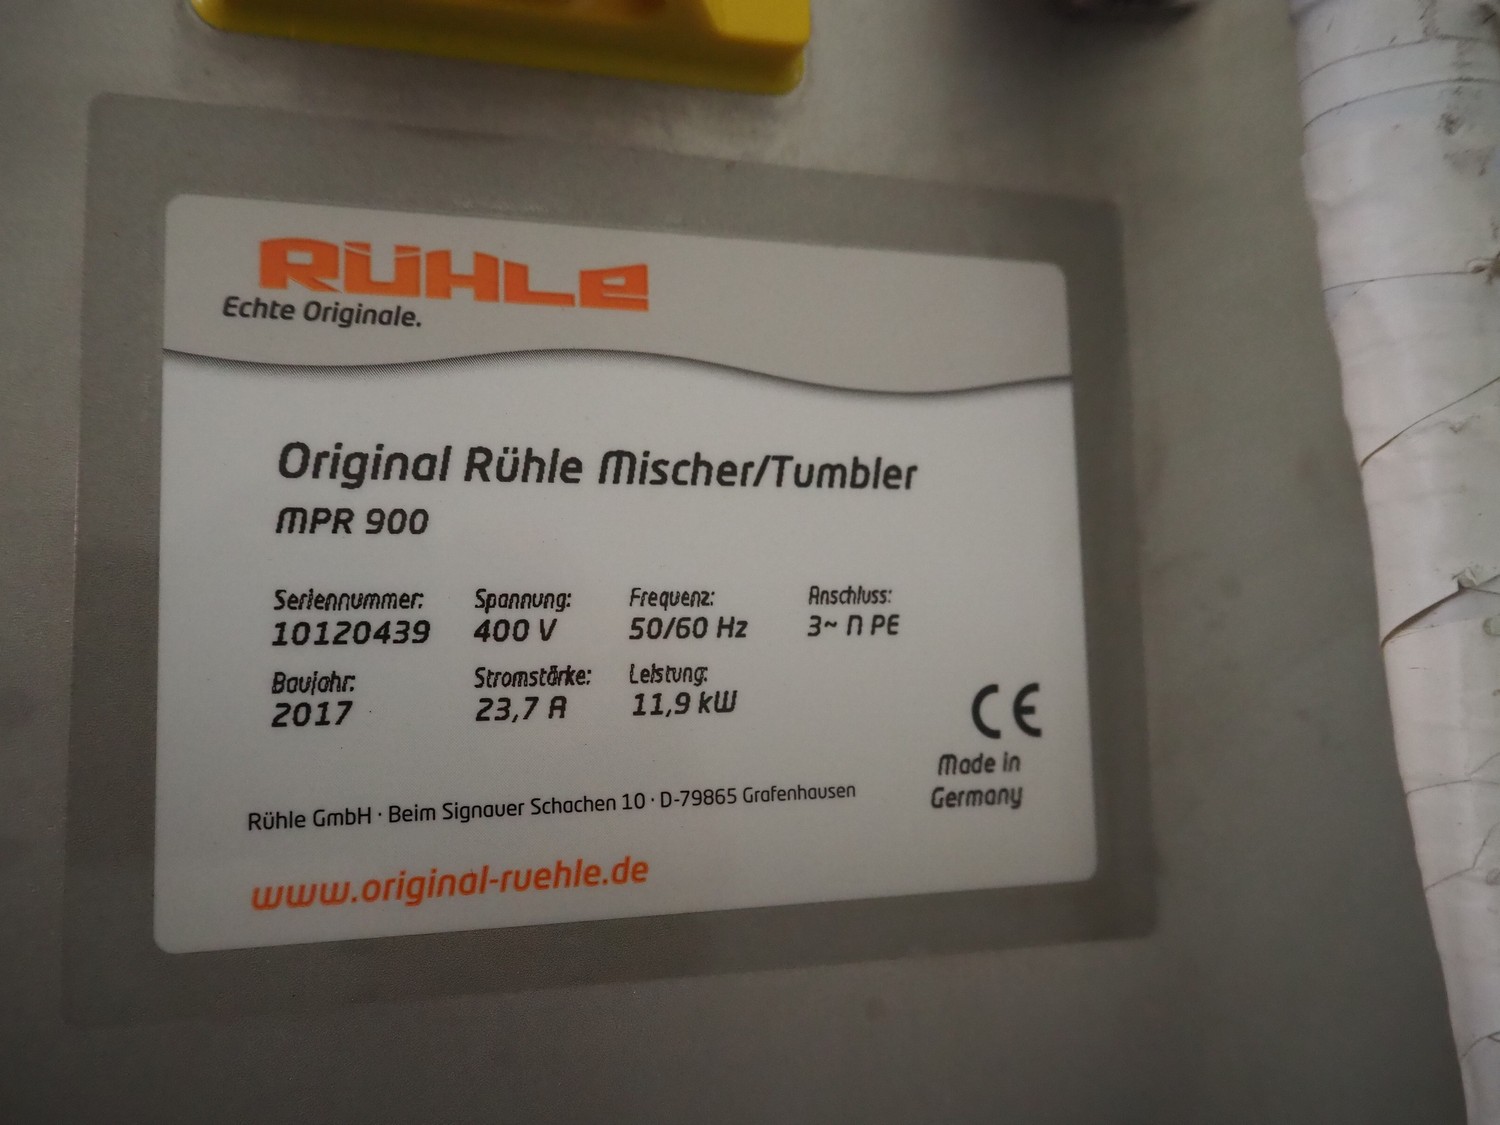 RÜHLE
Echte Originale.
Original Rühle Mischer/Tumbler
MPR 900
Seriennummer: Spannung: Frequenz: Anschluss:
10120439 400 V 50/60 Hz 3~ N PE
Baujahr: Stromstärke: Leistung:
2017 23,7 A 11,9 kW
CE
Made in
Germany
Rühle GmbH · Beim Signauer Schachen 10 · D-79865 Grafenhausen
www.original-ruehle.de